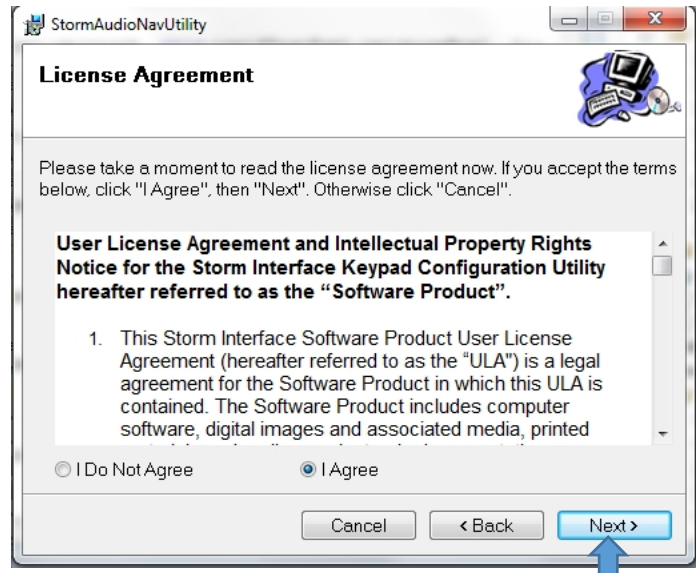 StormAudioNavUtility
License Agreement
Please take a moment to read the license agreement now. If you accept the terms
below, click "I Agree", then "Next". Otherwise click "Cancel".
User License Agreement and Intellectual Property Rights
Notice for the Storm Interface Keypad Configuration Utility
hereafter referred to as the “Software Product”.
1. This Storm Interface Software Product User License
Agreement (hereafter referred to as the “ULA”) is a legal
agreement for the Software Product in which this ULA is
contained. The Software Product includes computer
software, digital images and associated media, printed
I Do Not Agree I Agree
Cancel < Back Next >